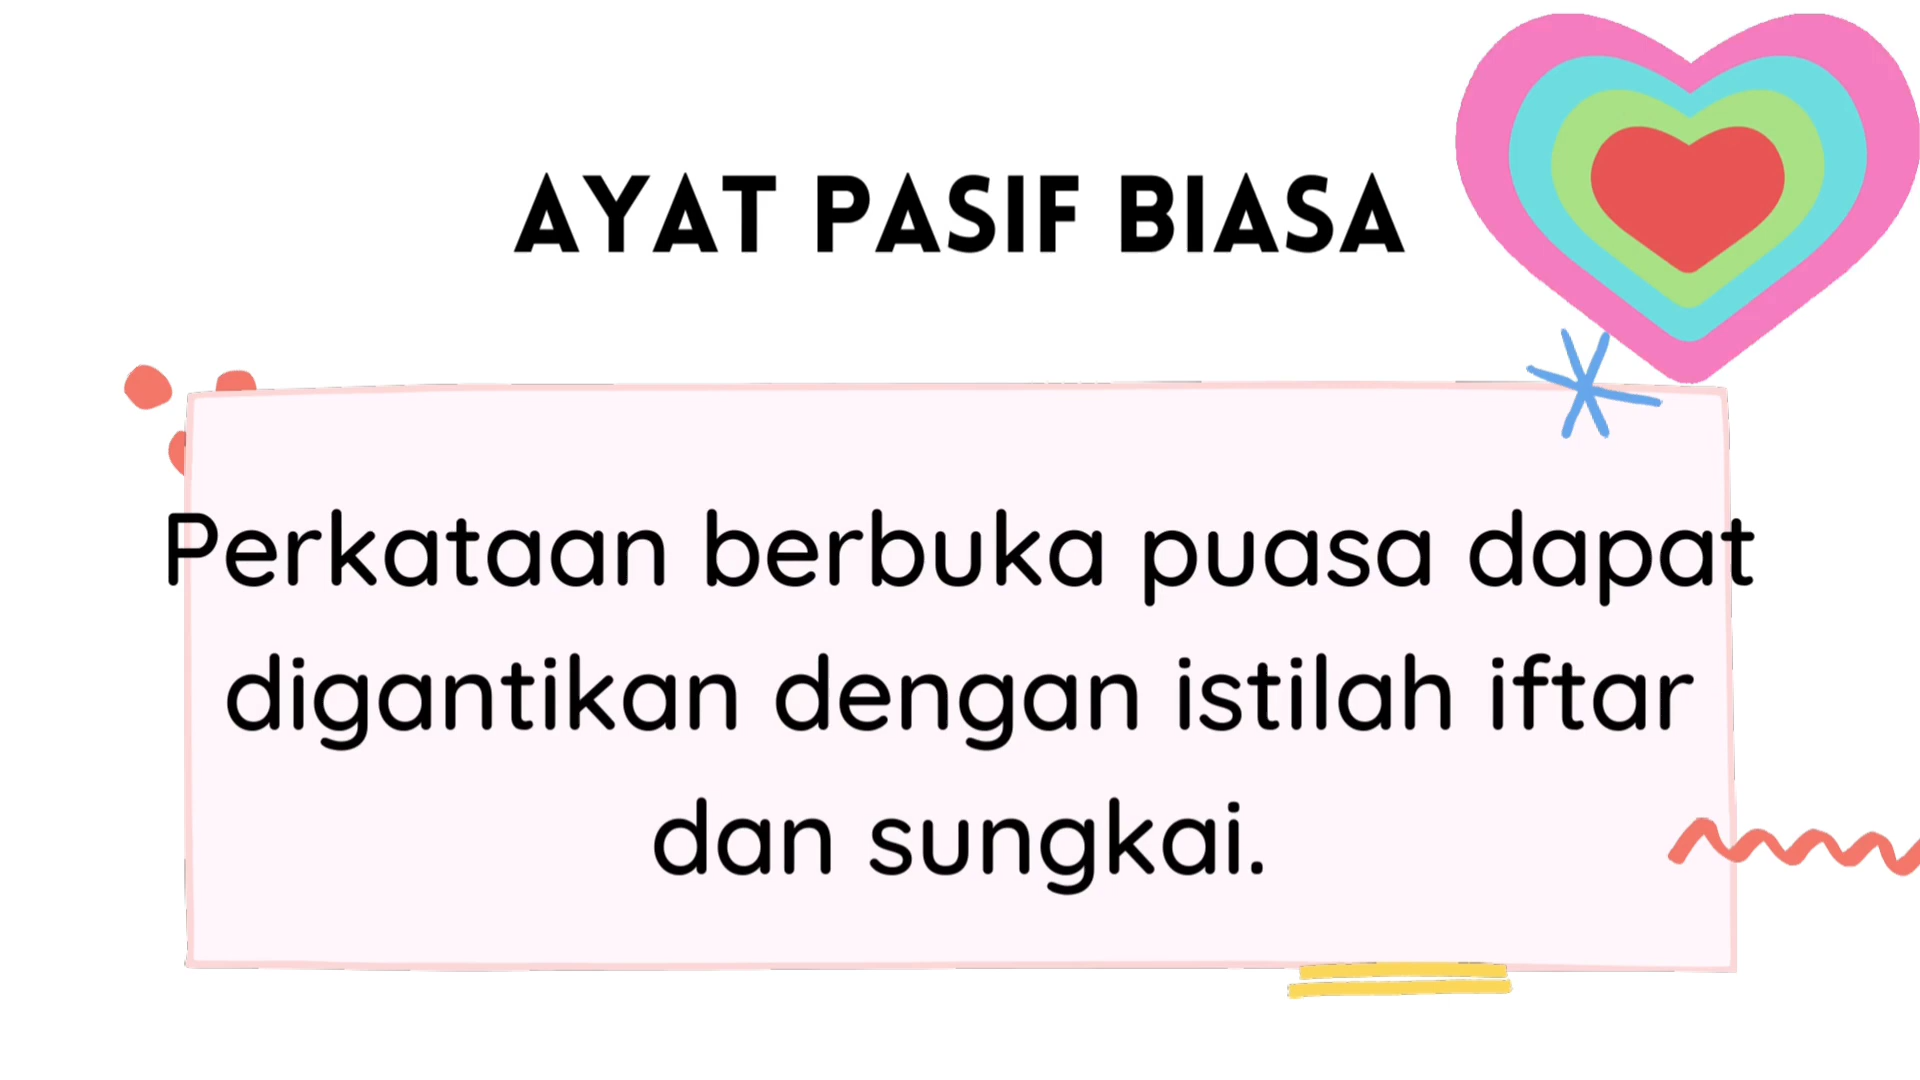 AYAT PASIF BIASA
Perkataan berbuka puasa dapat
digantikan dengan istilah iftar
dan sungkai.